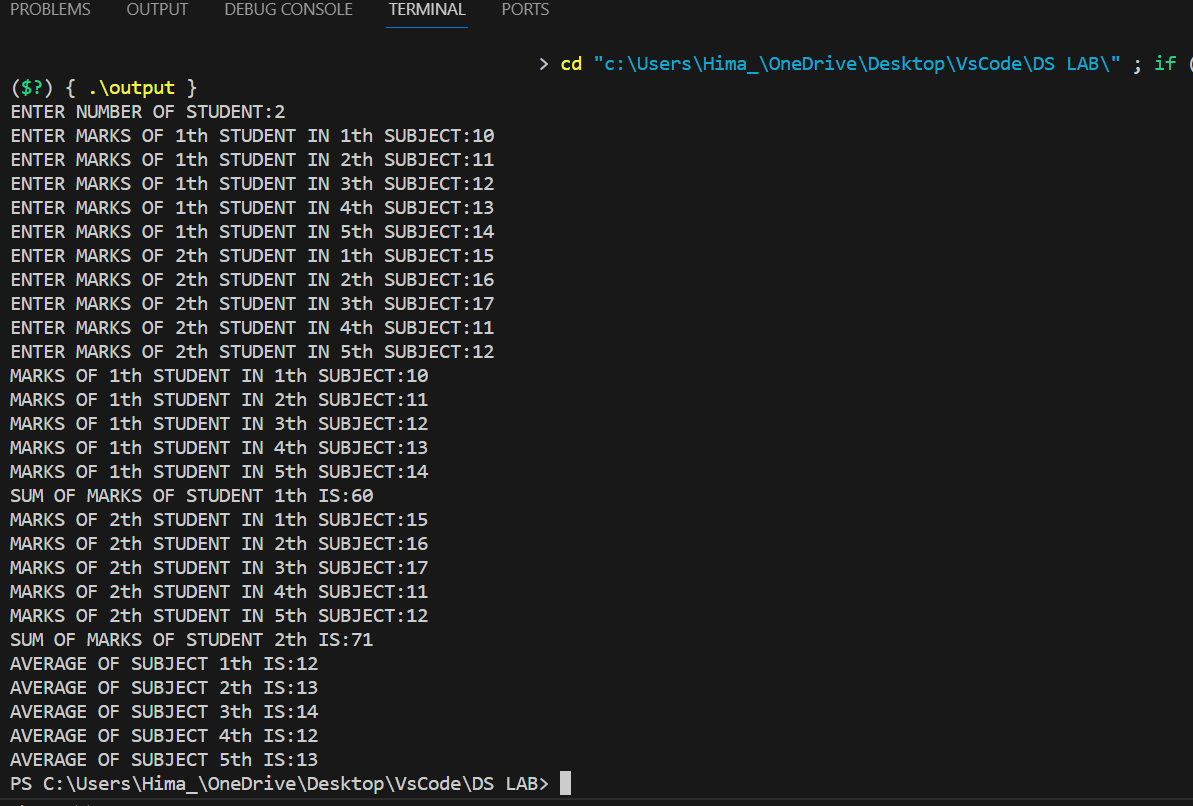 PROBLEMS OUTPUT DEBUG CONSOLE TERMINAL PORTS
> cd "c:\Users\Hima_\OneDrive\Desktop\VsCode\DS LAB\" ; if (
($?) { .\output }
ENTER NUMBER OF STUDENT:2
ENTER MARKS OF 1th STUDENT IN 1th SUBJECT:10
ENTER MARKS OF 1th STUDENT IN 2th SUBJECT:11
ENTER MARKS OF 1th STUDENT IN 3th SUBJECT:12
ENTER MARKS OF 1th STUDENT IN 4th SUBJECT:13
ENTER MARKS OF 1th STUDENT IN 5th SUBJECT:14
ENTER MARKS OF 2th STUDENT IN 1th SUBJECT:15
ENTER MARKS OF 2th STUDENT IN 2th SUBJECT:16
ENTER MARKS OF 2th STUDENT IN 3th SUBJECT:17
ENTER MARKS OF 2th STUDENT IN 4th SUBJECT:11
ENTER MARKS OF 2th STUDENT IN 5th SUBJECT:12
MARKS OF 1th STUDENT IN 1th SUBJECT:10
MARKS OF 1th STUDENT IN 2th SUBJECT:11
MARKS OF 1th STUDENT IN 3th SUBJECT:12
MARKS OF 1th STUDENT IN 4th SUBJECT:13
MARKS OF 1th STUDENT IN 5th SUBJECT:14
SUM OF MARKS OF STUDENT 1th IS:60
MARKS OF 2th STUDENT IN 1th SUBJECT:15
MARKS OF 2th STUDENT IN 2th SUBJECT:16
MARKS OF 2th STUDENT IN 3th SUBJECT:17
MARKS OF 2th STUDENT IN 4th SUBJECT:11
MARKS OF 2th STUDENT IN 5th SUBJECT:12
SUM OF MARKS OF STUDENT 2th IS:71
AVERAGE OF SUBJECT 1th IS:12
AVERAGE OF SUBJECT 2th IS:13
AVERAGE OF SUBJECT 3th IS:14
AVERAGE OF SUBJECT 4th IS:12
AVERAGE OF SUBJECT 5th IS:13
PS C:\Users\Hima_\OneDrive\Desktop\VsCode\DS LAB>